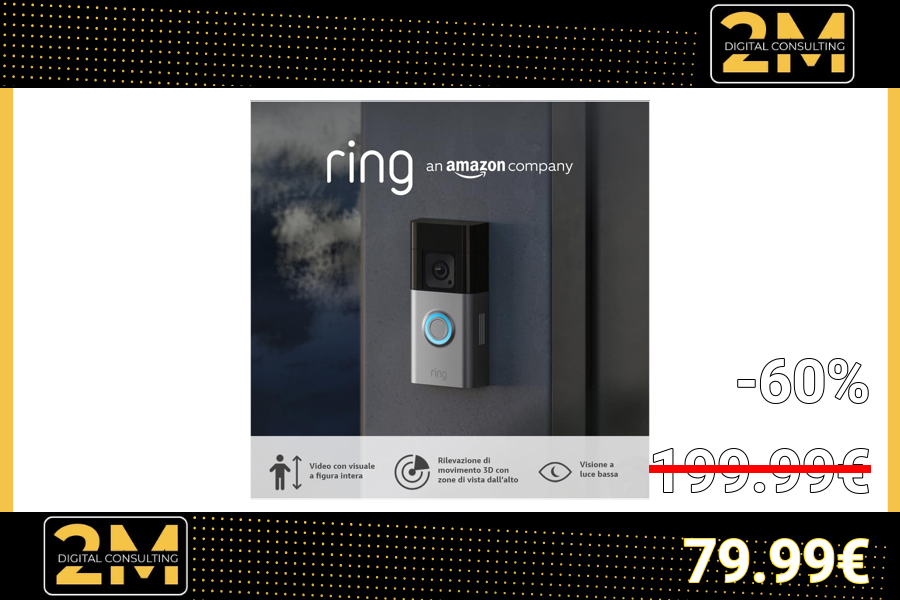 2M
DIGITAL CONSULTING
ring an amazon company
ring
Video con visuale
a figura intera
Rilevazione di
movimento 3D con
zone di vista dall'alto
Visione a
luce bassa
-60%
199.99€
2M
DIGITAL CONSULTING
79.99€